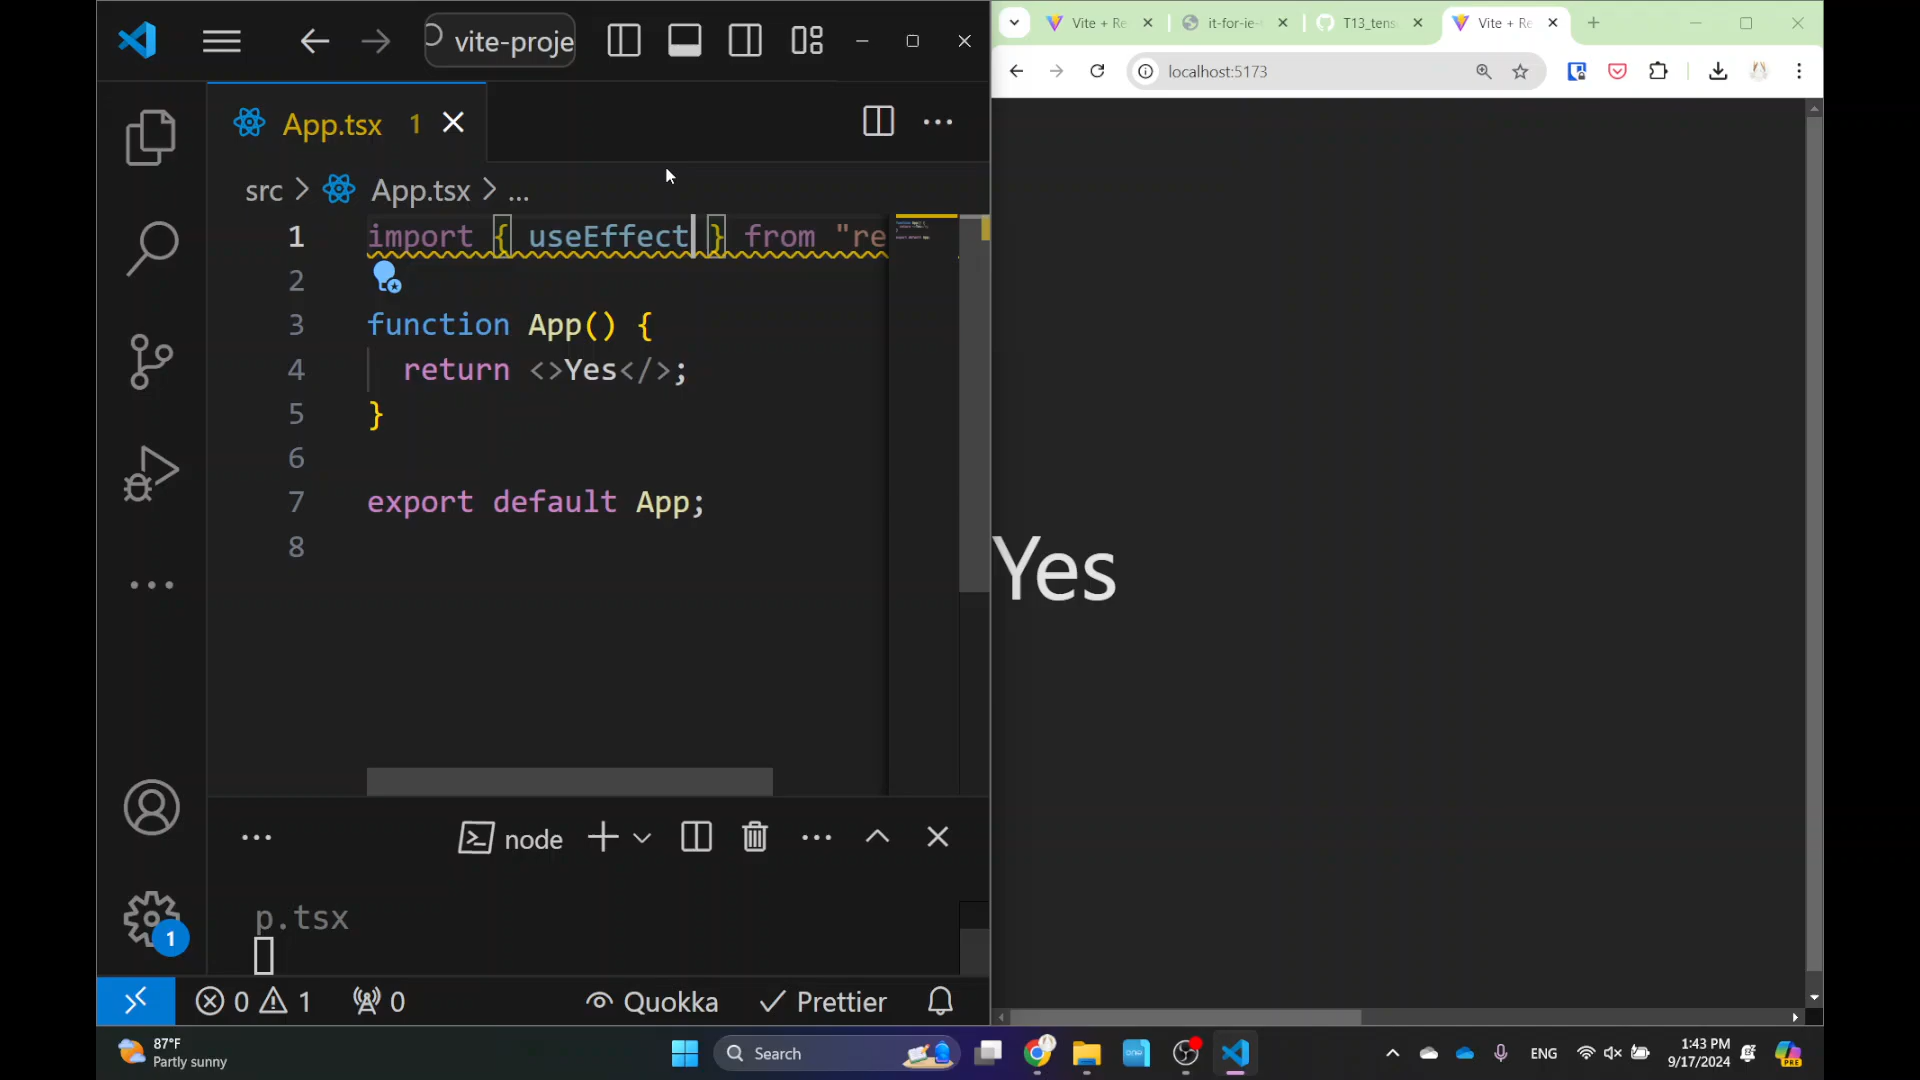 vite-proje
Vite + Re
it-for-ie-
T13_tens
Vite + Re
localhost:5173
App.tsx 1
src > App.tsx > ...
1 import { useEffect } from "re
2
3 function App() {
4 return <>Yes</>;
5 }
6
7 export default App;
8
Yes
node
p.tsx
1
0 1 0 Quokka Prettier
87°F
Partly sunny
Search
ENG
1:43 PM
9/17/2024